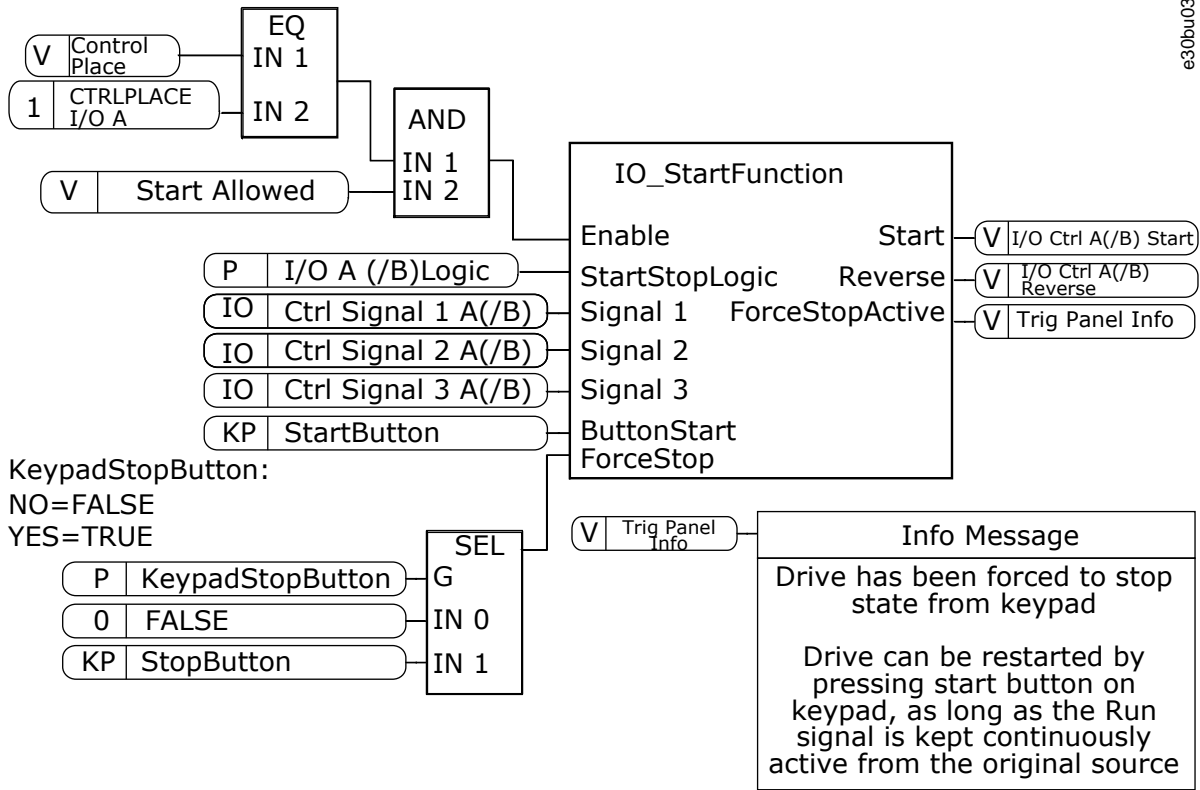 e30bu03
EQ
V Control
Place
IN 1
1 CTRLPLACE
I/O A
IN 2
AND
IN 1
V Start Allowed
IN 2
IO_StartFunction
Enable
Start
V I/O Ctrl A(/B) Start
P I/O A (/B)Logic
StartStopLogic
Reverse
V I/O Ctrl A(/B)
Reverse
IO Ctrl Signal 1 A(/B)
Signal 1
ForceStopActive
V Trig Panel Info
IO Ctrl Signal 2 A(/B)
Signal 2
IO Ctrl Signal 3 A(/B)
Signal 3
KP StartButton
ButtonStart
ForceStop
KeypadStopButton:
NO=FALSE
YES=TRUE
SEL
P KeypadStopButton
G
0 FALSE
IN 0
KP StopButton
IN 1
V Trig Panel
Info
Info Message
Drive has been forced to stop
state from keypad
Drive can be restarted by
pressing start button on
keypad, as long as the Run
signal is kept continuously
active from the original source